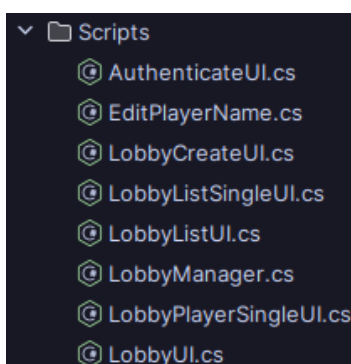 Scripts
AuthenticateUI.cs
EditPlayerName.cs
LobbyCreateUI.cs
LobbyListSingleUI.cs
LobbyListUI.cs
LobbyManager.cs
LobbyPlayerSingleUI.cs
LobbyUI.cs